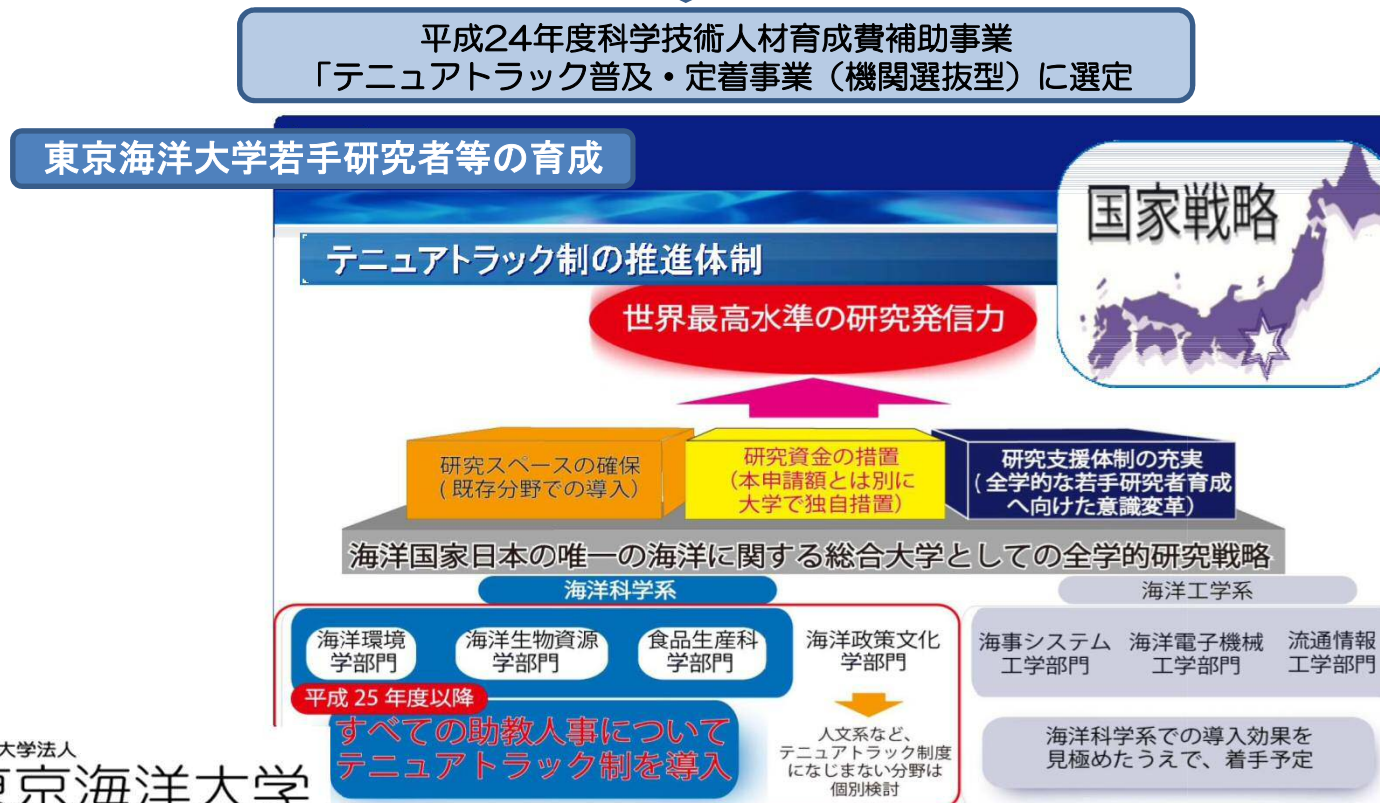 平成24年度科学技術人材育成費補助事業
「テニュアトラック普及・定着事業（機関選抜型）に選定
東京海洋大学若手研究者等の育成
国家戦略
テニュアトラック制の推進体制
世界最高水準の研究発信力
研究スペースの確保
(既存分野での導入)
研究資金の措置
(本申請額とは別に
大学で独自措置)
研究支援体制の充実
(全学的な若手研究者育成
へ向けた意識変革)
海洋国家日本の唯一の海洋に関する総合大学としての全学的研究戦略
海洋科学系
海洋環境
学部門
海洋生物資源
学部門
食品生産科
学部門
海洋政策文化
学部門
平成25年度以降
すべての助教人事について
テニュアトラック制を導入
人文系など、
テニュアトラック制度
になじまない分野は
個別検討
海洋工学系
海事システム
工学部門
海洋電子機械
工学部門
流通情報
工学部門
海洋科学系での導入効果を
見極めたうえで、着手予定
大学法人
東京海洋大学